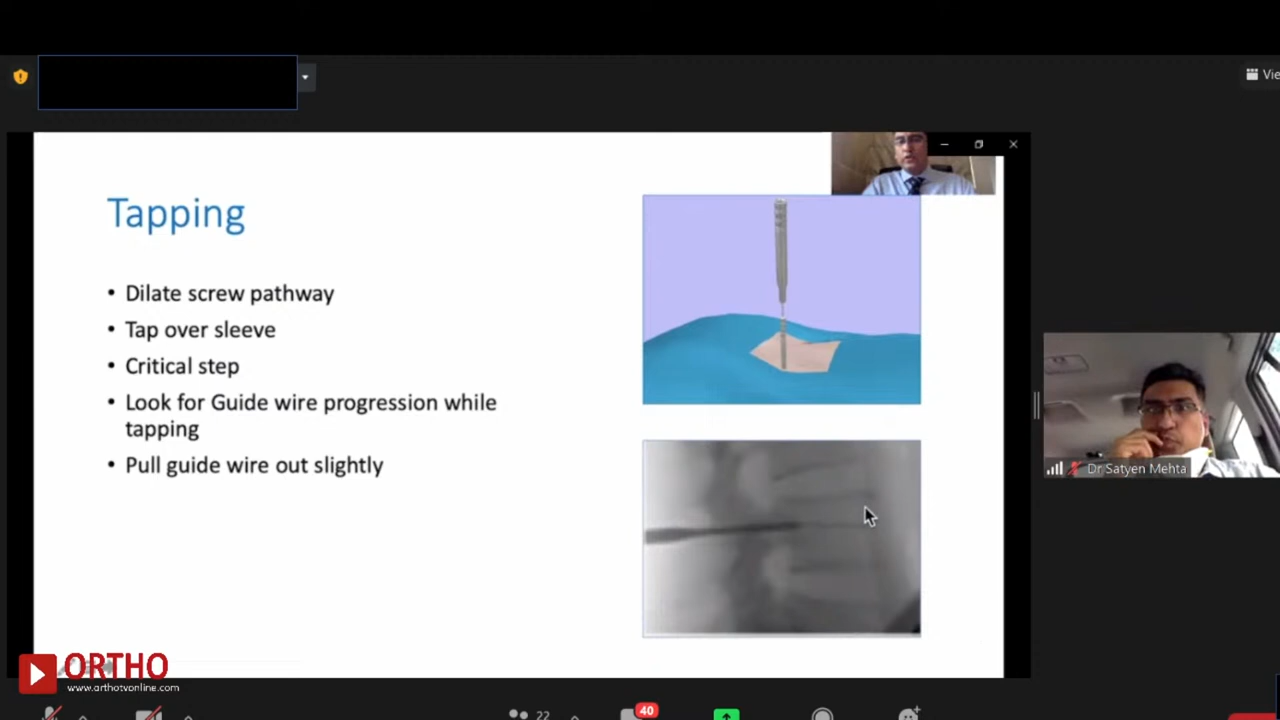 Vie
Tapping
• Dilate screw pathway
• Tap over sleeve
• Critical step
• Look for Guide wire progression while
tapping
• Pull guide wire out slightly
Dr Satyen Mehta
ORTHO
www.orthotvonline.com
22
40